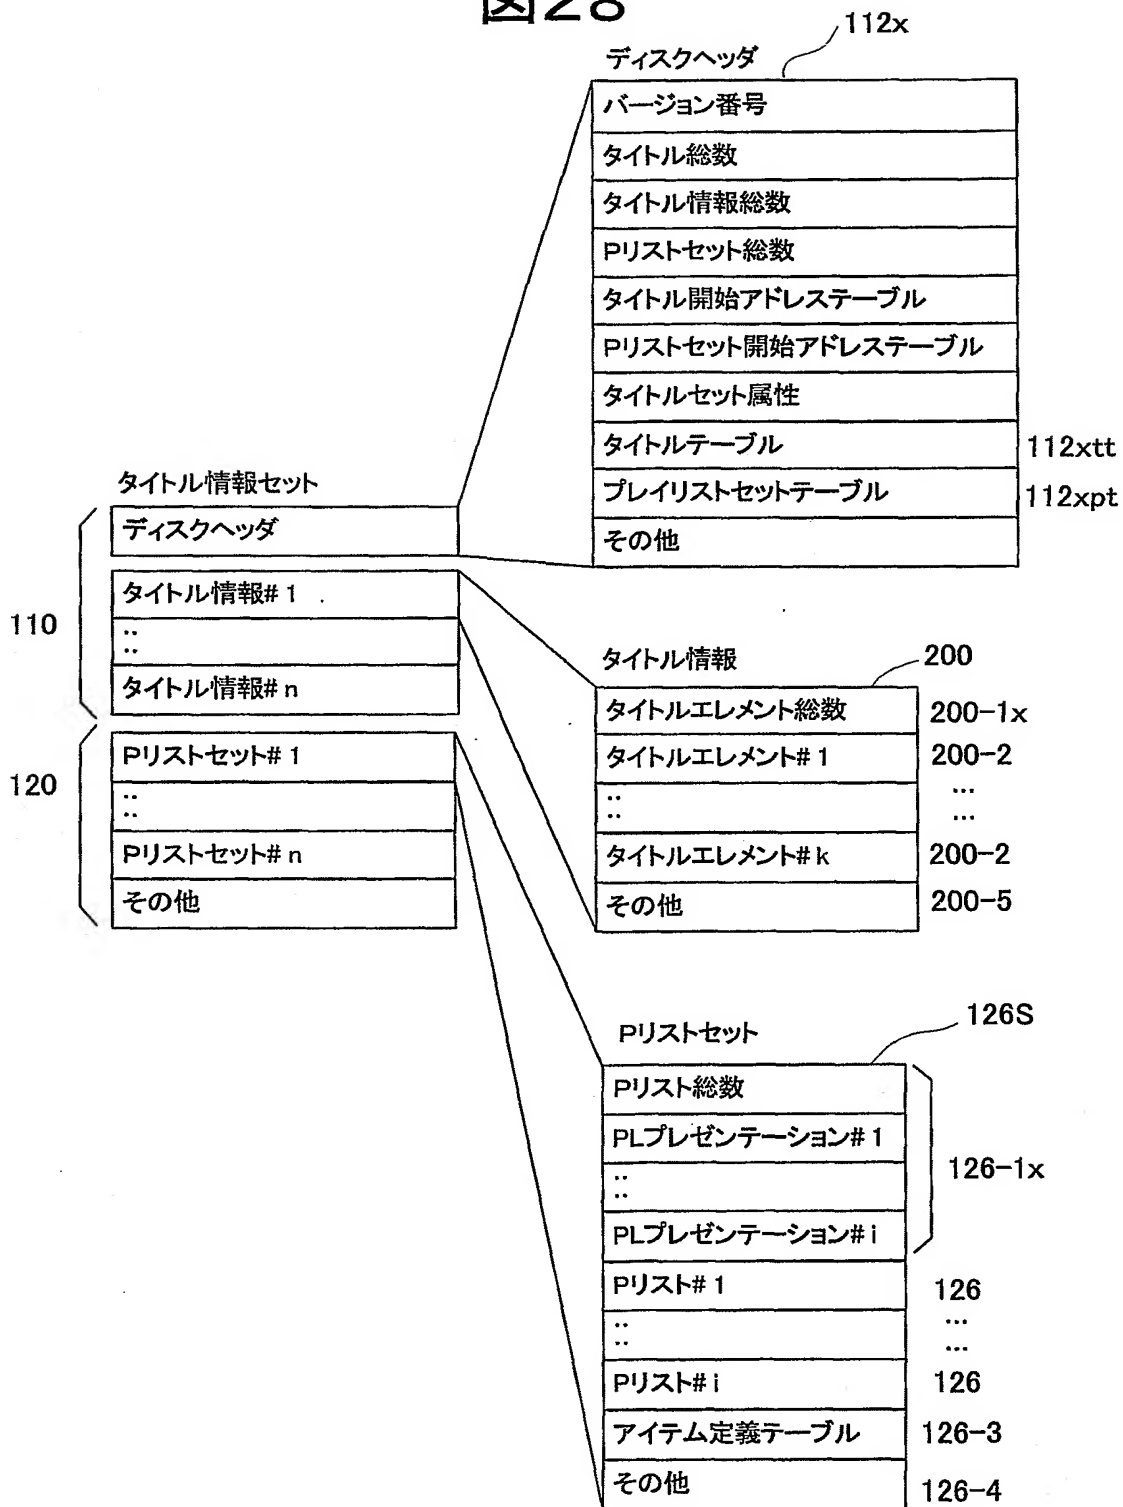 図28
112x
ディスクヘッダ
バージョン番号
タイトル総数
タイトル情報総数
Pリストセット総数
タイトル開始アドレステーブル
Pリストセット開始アドレステーブル
タイトルセット属性
タイトルテーブル 112xtt
プレイリストセットテーブル 112xpt
その他
タイトル情報セット
ディスクヘッダ
110
タイトル情報#1
::
タイトル情報#n
120
Pリストセット#1
::
Pリストセット#n
その他
タイトル情報
200
タイトルエレメント総数 200-1x
タイトルエレメント#1 200-2
:: …
…
タイトルエレメント#k 200-2
その他 200-5
Pリストセット
126S
Pリスト総数
PLプレゼンテーション#1
::
PLプレゼンテーション#i
126-1x
Pリスト#1 126
:: …
…
Pリスト#i 126
アイテム定義テーブル 126-3
その他 126-4